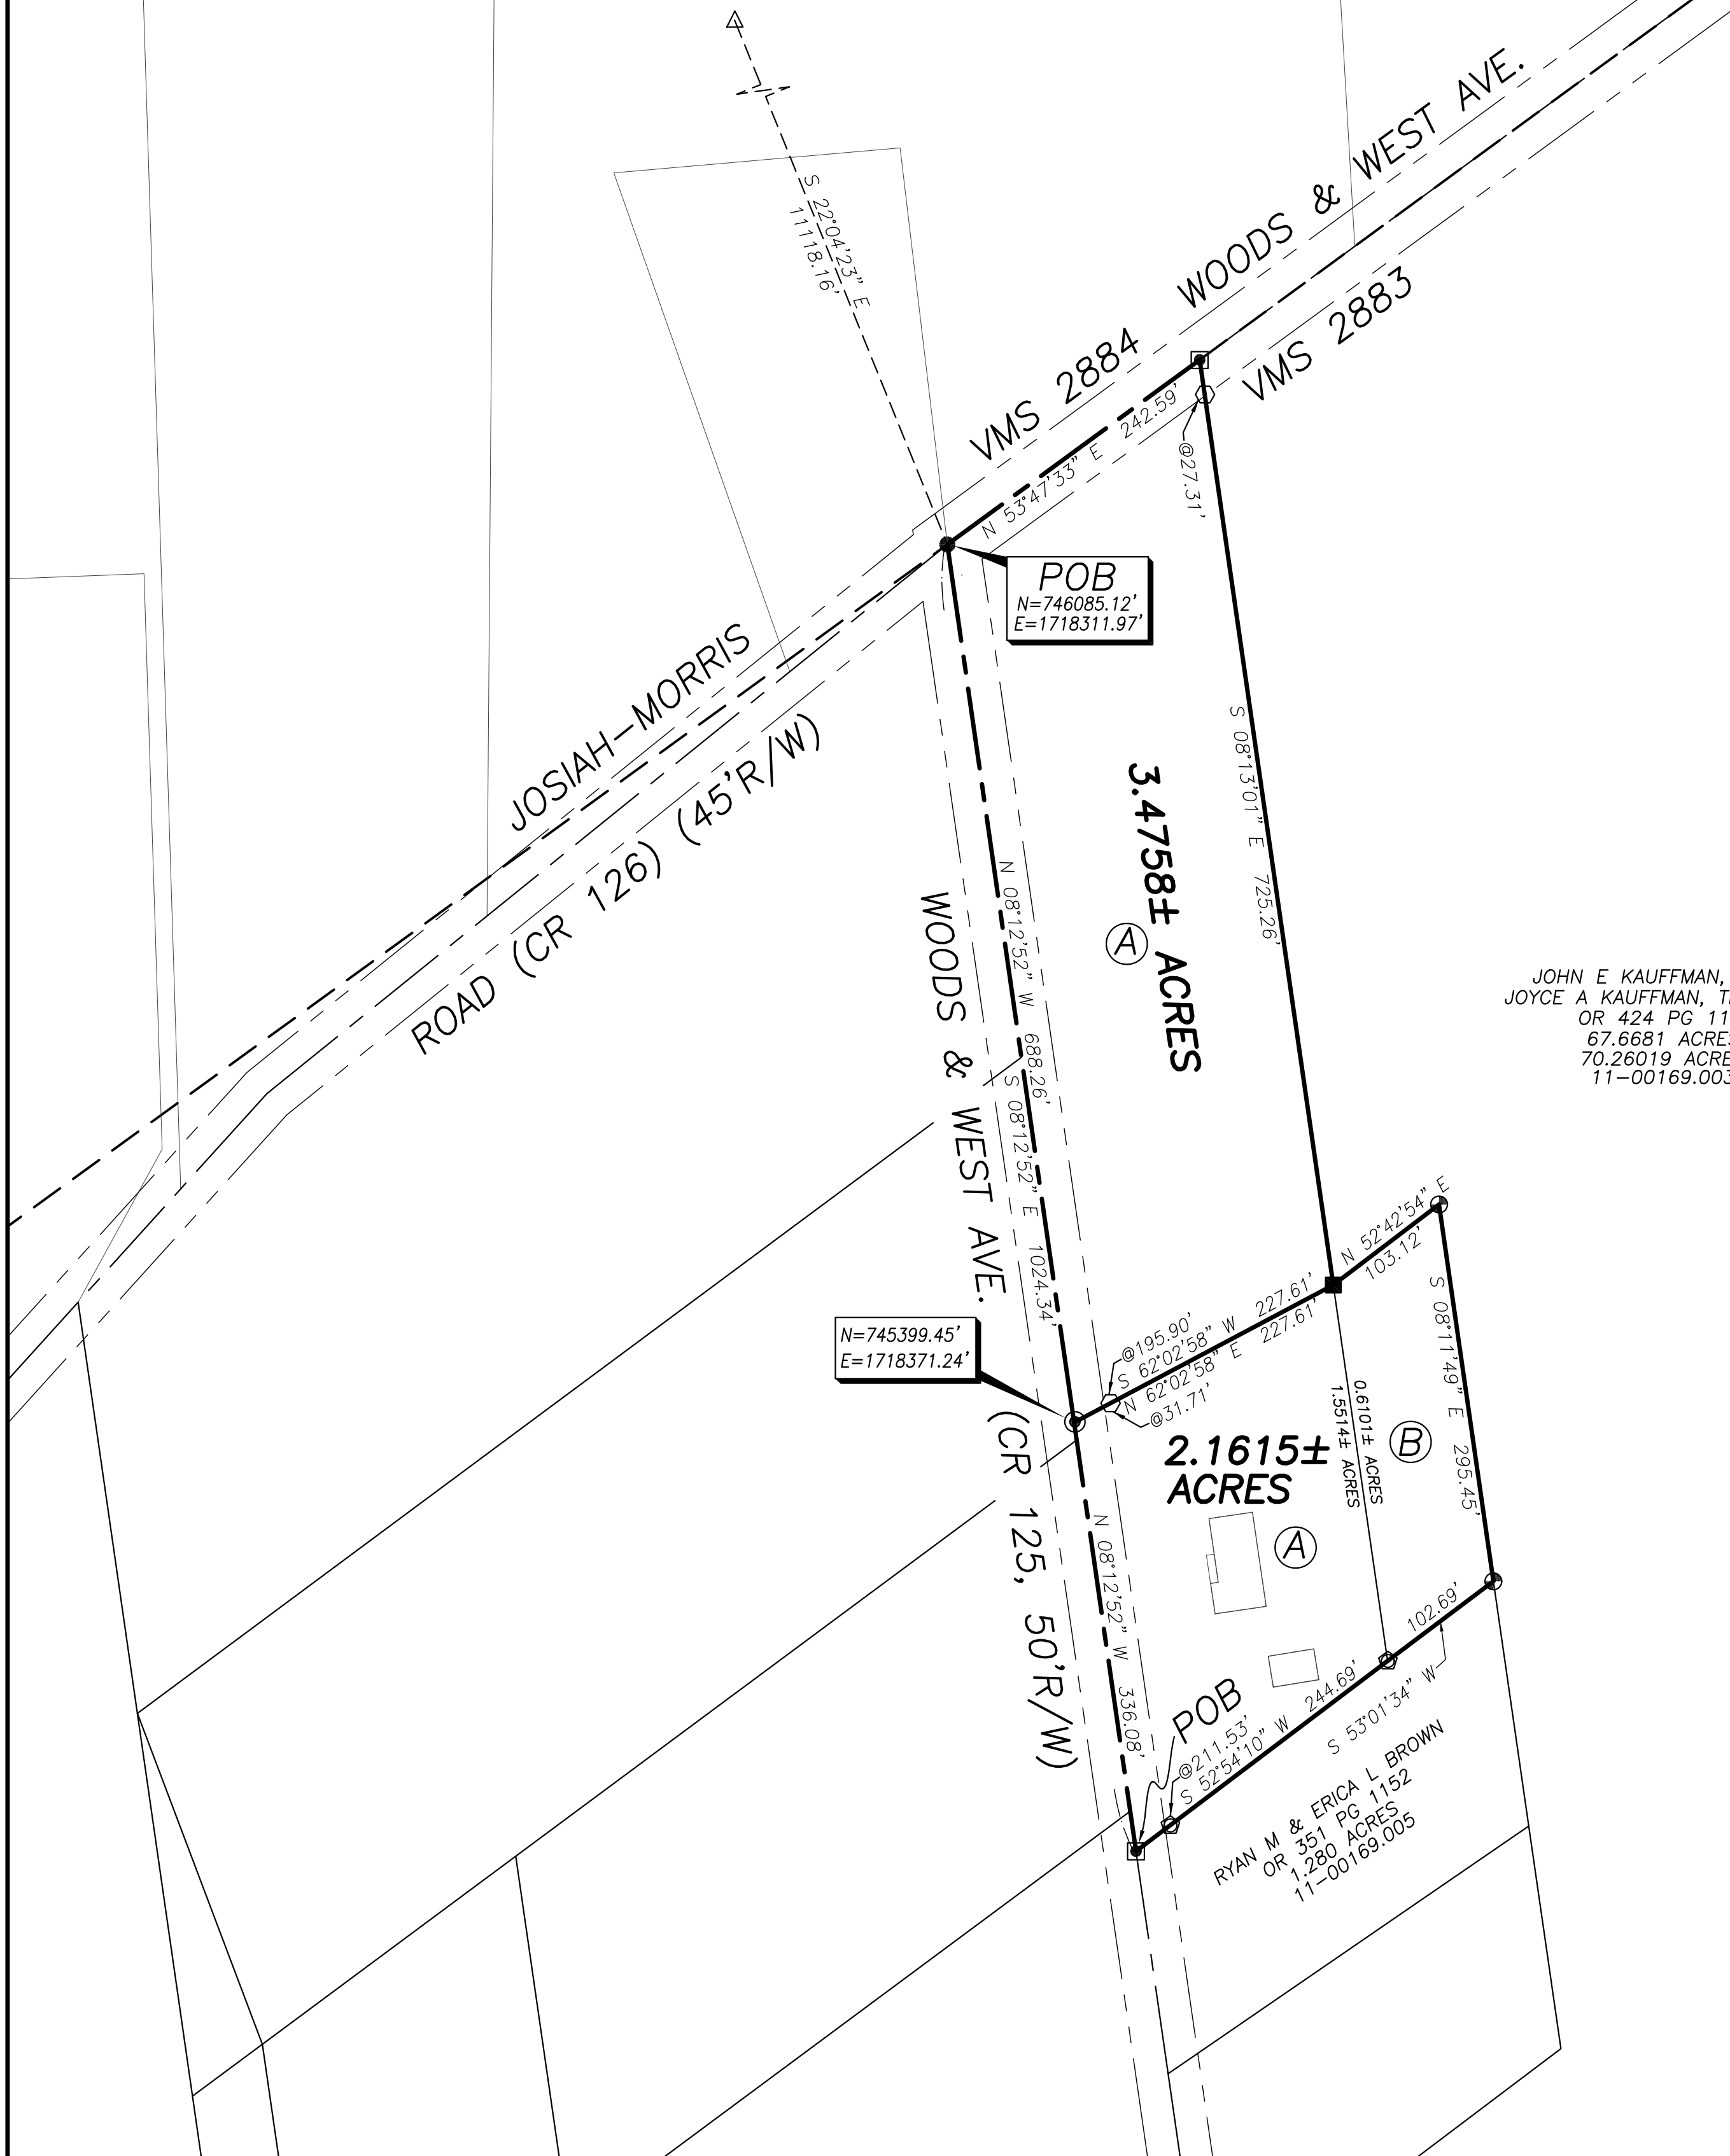 S 22°04'23" E
11118.16'
WOODS & WEST AVE.
VMS 2884
VMS 2883
N 53°47'33" E 242.59'
@27.31'
POB
N=746085.12'
E=1718311.97'
JOSIAH-MORRIS
ROAD (CR 126) (45'R/W)
S 08°13'01" E 725.26'
3.4758± ACRES
A
N 08°12'52" W 688.26'
S 08°12'52" E 1024.34'
WOODS & WEST AVE. (CR 125, 50'R/W)
JOHN E KAUFFMAN,
JOYCE A KAUFFMAN,
OR 424 PG 11
67.6681 ACRES
70.26019 ACRE
11-00169.003
N 52°42'54" E
103.12'
N=745399.45'
E=1718371.24'
@195.90'
S 62°02'58" W 227.61'
N 62°02'58" E 227.61'
@31.71'
S 08°11'49" E 295.45'
0.6101± ACRES
1.5514± ACRES
B
2.1615±
ACRES
A
N 08°12'52" W 336.08'
POB
@211.53'
S 52°54'10" W 244.69'
102.69'
S 53°01'34" W
RYAN M & ERICA L BROWN
OR 351 PG 1152
1.280 ACRES
11-00169.005